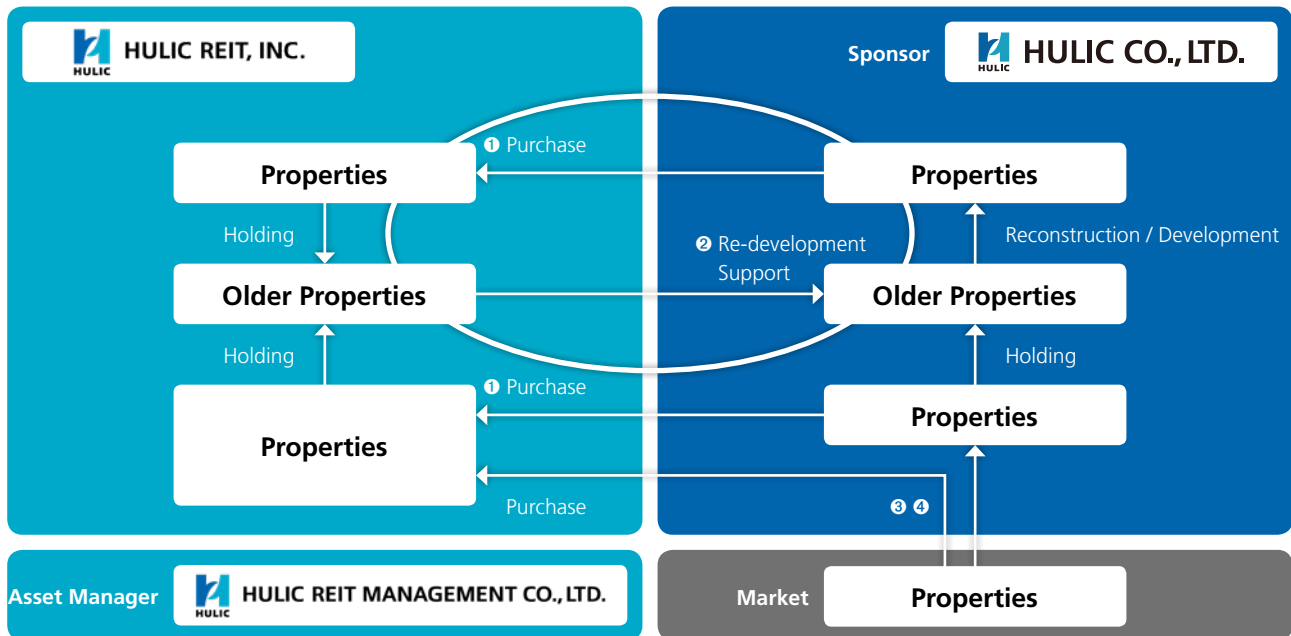 HULIC
HULIC REIT, INC.
Sponsor
HULIC
HULIC CO., LTD.
❶ Purchase
Properties
Properties
Holding
Reconstruction / Development
❷ Re-development
Support
Older Properties
Older Properties
Holding
Holding
❶ Purchase
Properties
Properties
Purchase
❸ ❹
Asset Manager
HULIC
HULIC REIT MANAGEMENT CO., LTD.
Market
Properties